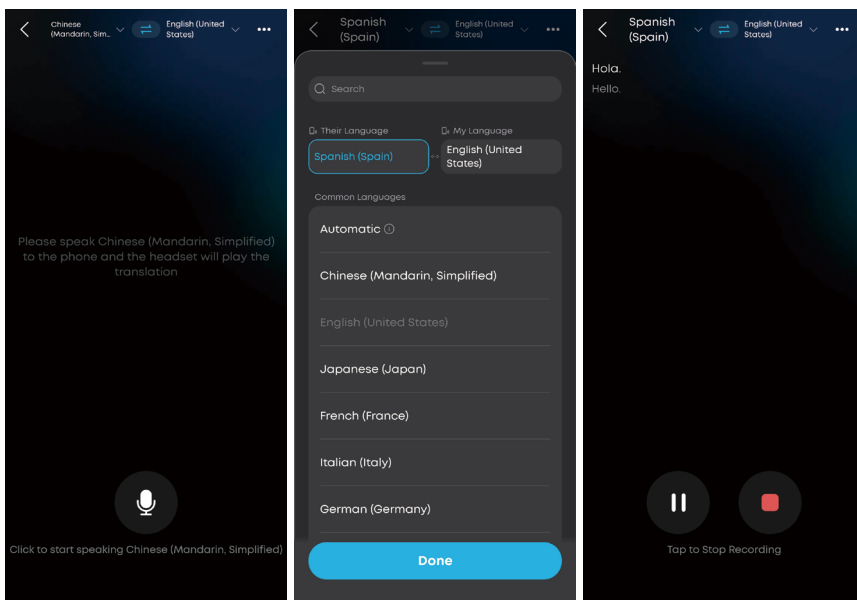 Chinese
(Mandarin, Sim...
English (United
States)
Please speak Chinese (Mandarin, Simplified)
to the phone and the headset will play the
translation
Click to start speaking Chinese (Mandarin, Simplified)
Spanish
(Spain)
English (United
States)
Search
Their Language
My Language
Spanish (Spain)
English (United
States)
Common Languages
Automatic
Chinese (Mandarin, Simplified)
English (United States)
Japanese (Japan)
French (France)
Italian (Italy)
German (Germany)
Done
Spanish
(Spain)
English (United
States)
Hola.
Hello.
Tap to Stop Recording